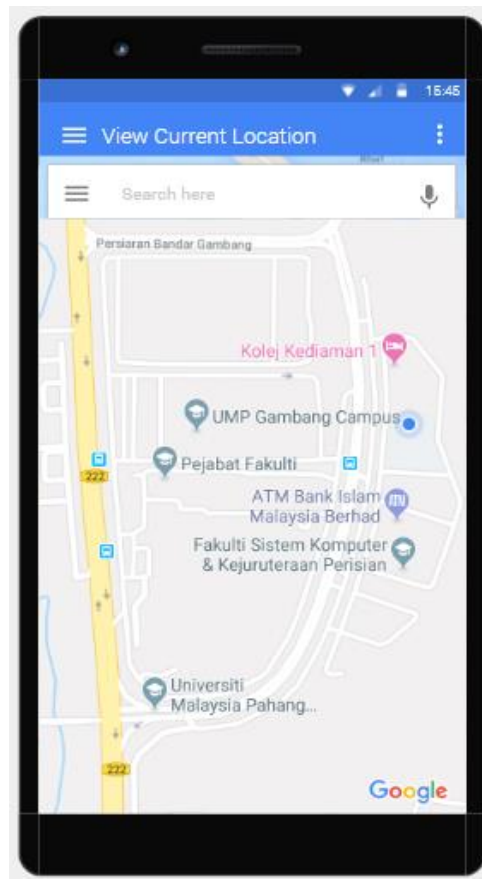 15:45
View Current Location
Search here
Persiaran Bandar Gambang
Kolej Kediaman 1
UMP Gambang Campus
Pejabat Fakulti
222
ATM Bank Islam
Malaysia Berhad
Fakulti Sistem Komputer
& Kejuruteraan Perisian
Universiti
Malaysia Pahang...
222
Google